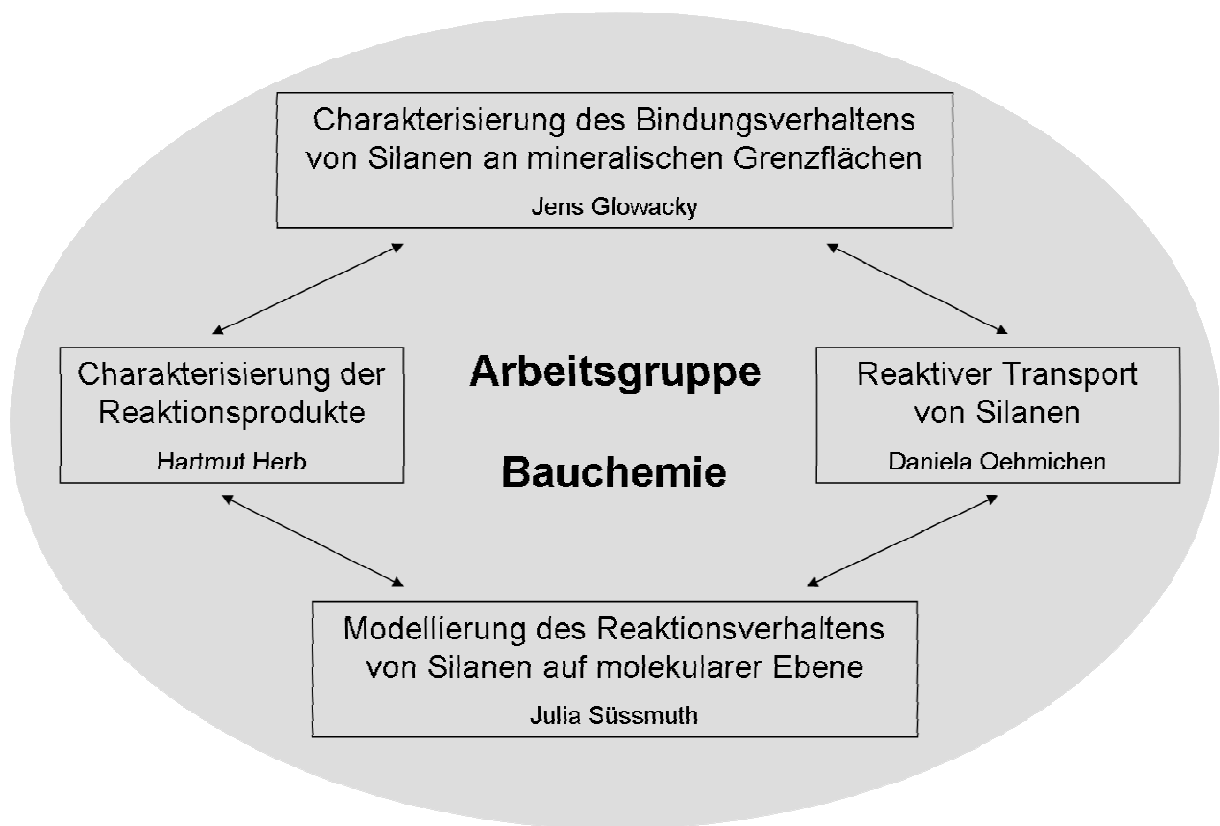 Charakterisierung des Bindungsverhaltens
von Silanen an mineralischen Grenzflächen
Jens Glowacky
Charakterisierung der
Reaktionsprodukte
Hartmut Herb
Arbeitsgruppe
Bauchemie
Reaktiver Transport
von Silanen
Daniela Oehmichen
Modellierung des Reaktionsverhaltens
von Silanen auf molekularer Ebene
Julia Süssmuth